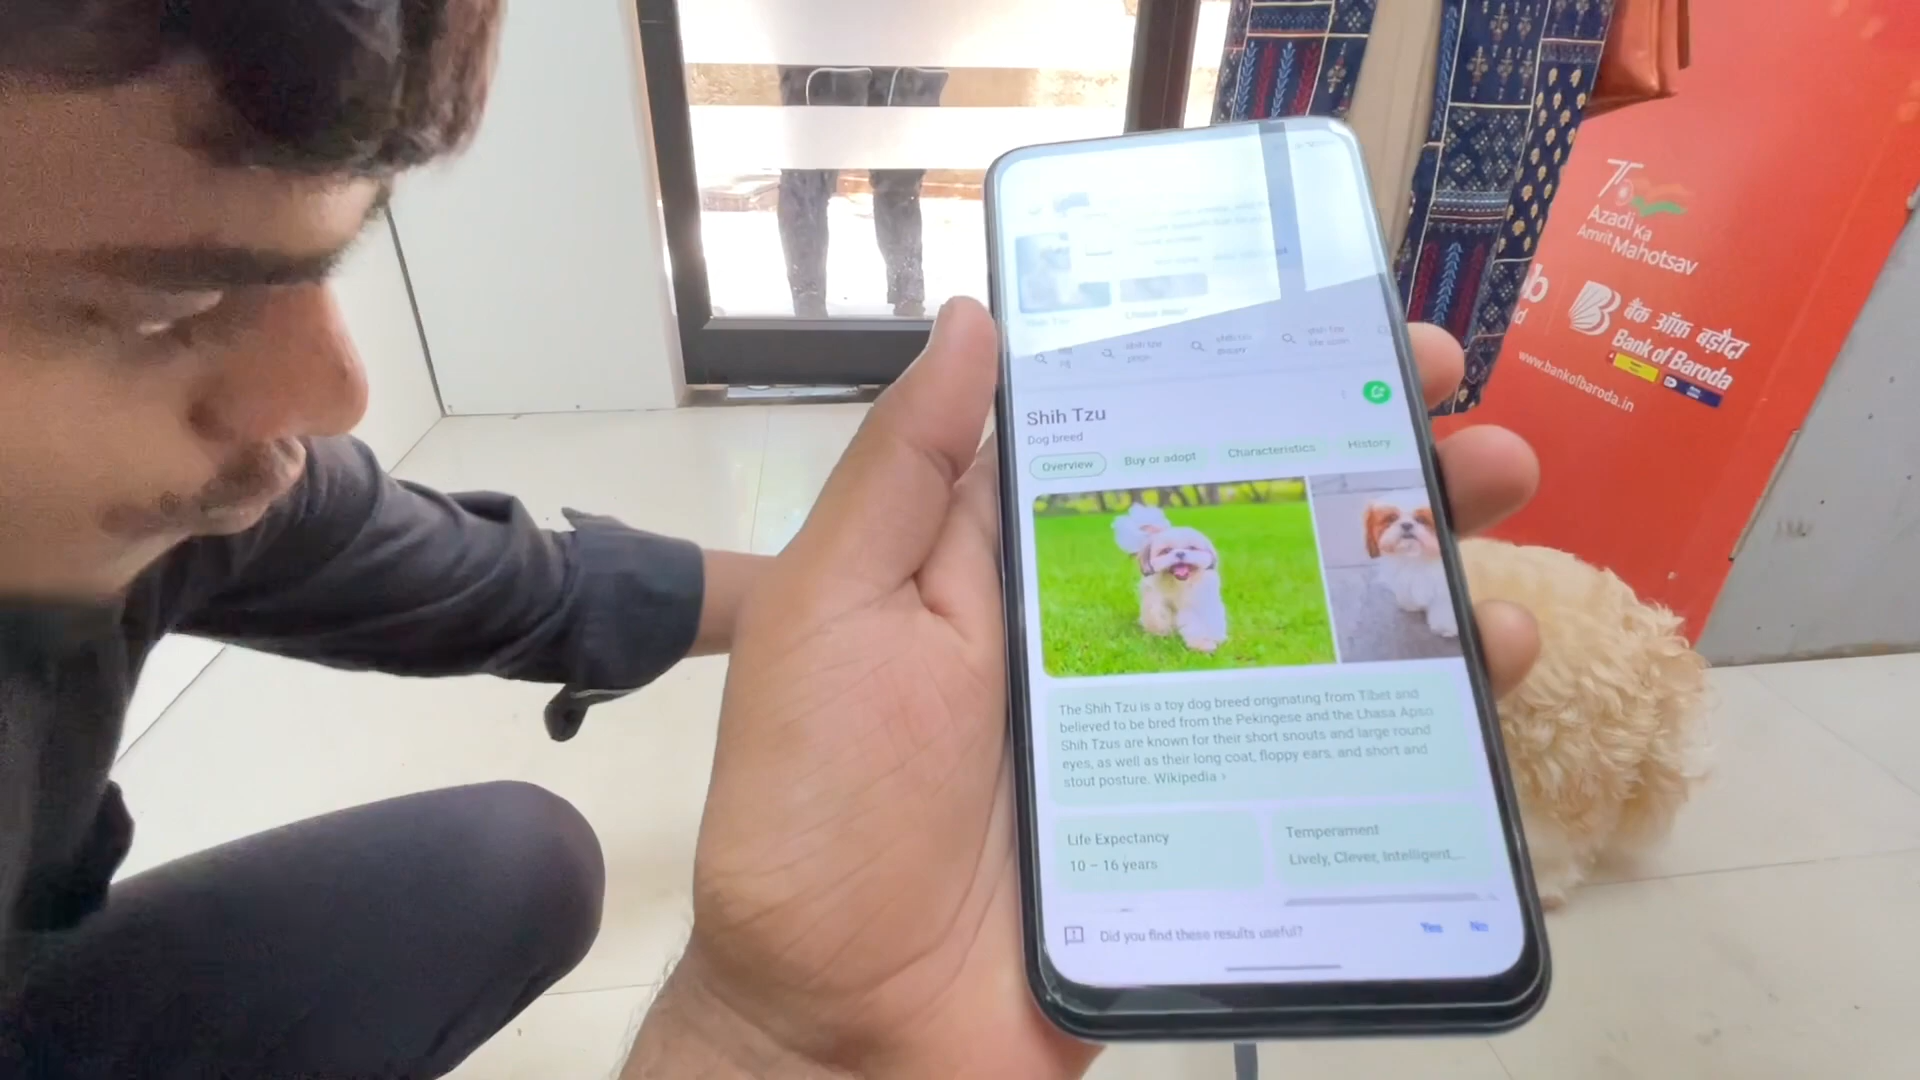 Shih Tzu
Dog breed
Overview
Buy or adopt
Characteristics
History
The Shih Tzu is a toy dog breed originating from Tibet and
believed to be bred from the Pekingese and the Lhasa Apso.
Shih Tzus are known for their short snouts and large round
eyes, as well as their long coat, floppy ears, and short and
stout posture. Wikipedia ›
Life Expectancy
10 – 16 years
Temperament
Lively, Clever, Intelligent,...
Did you find these results useful?
Yes
No
75
Azadi Ka
Amrit Mahotsav
बैंक ऑफ़ बड़ौदा
Bank of Baroda
www.bankofbaroda.in